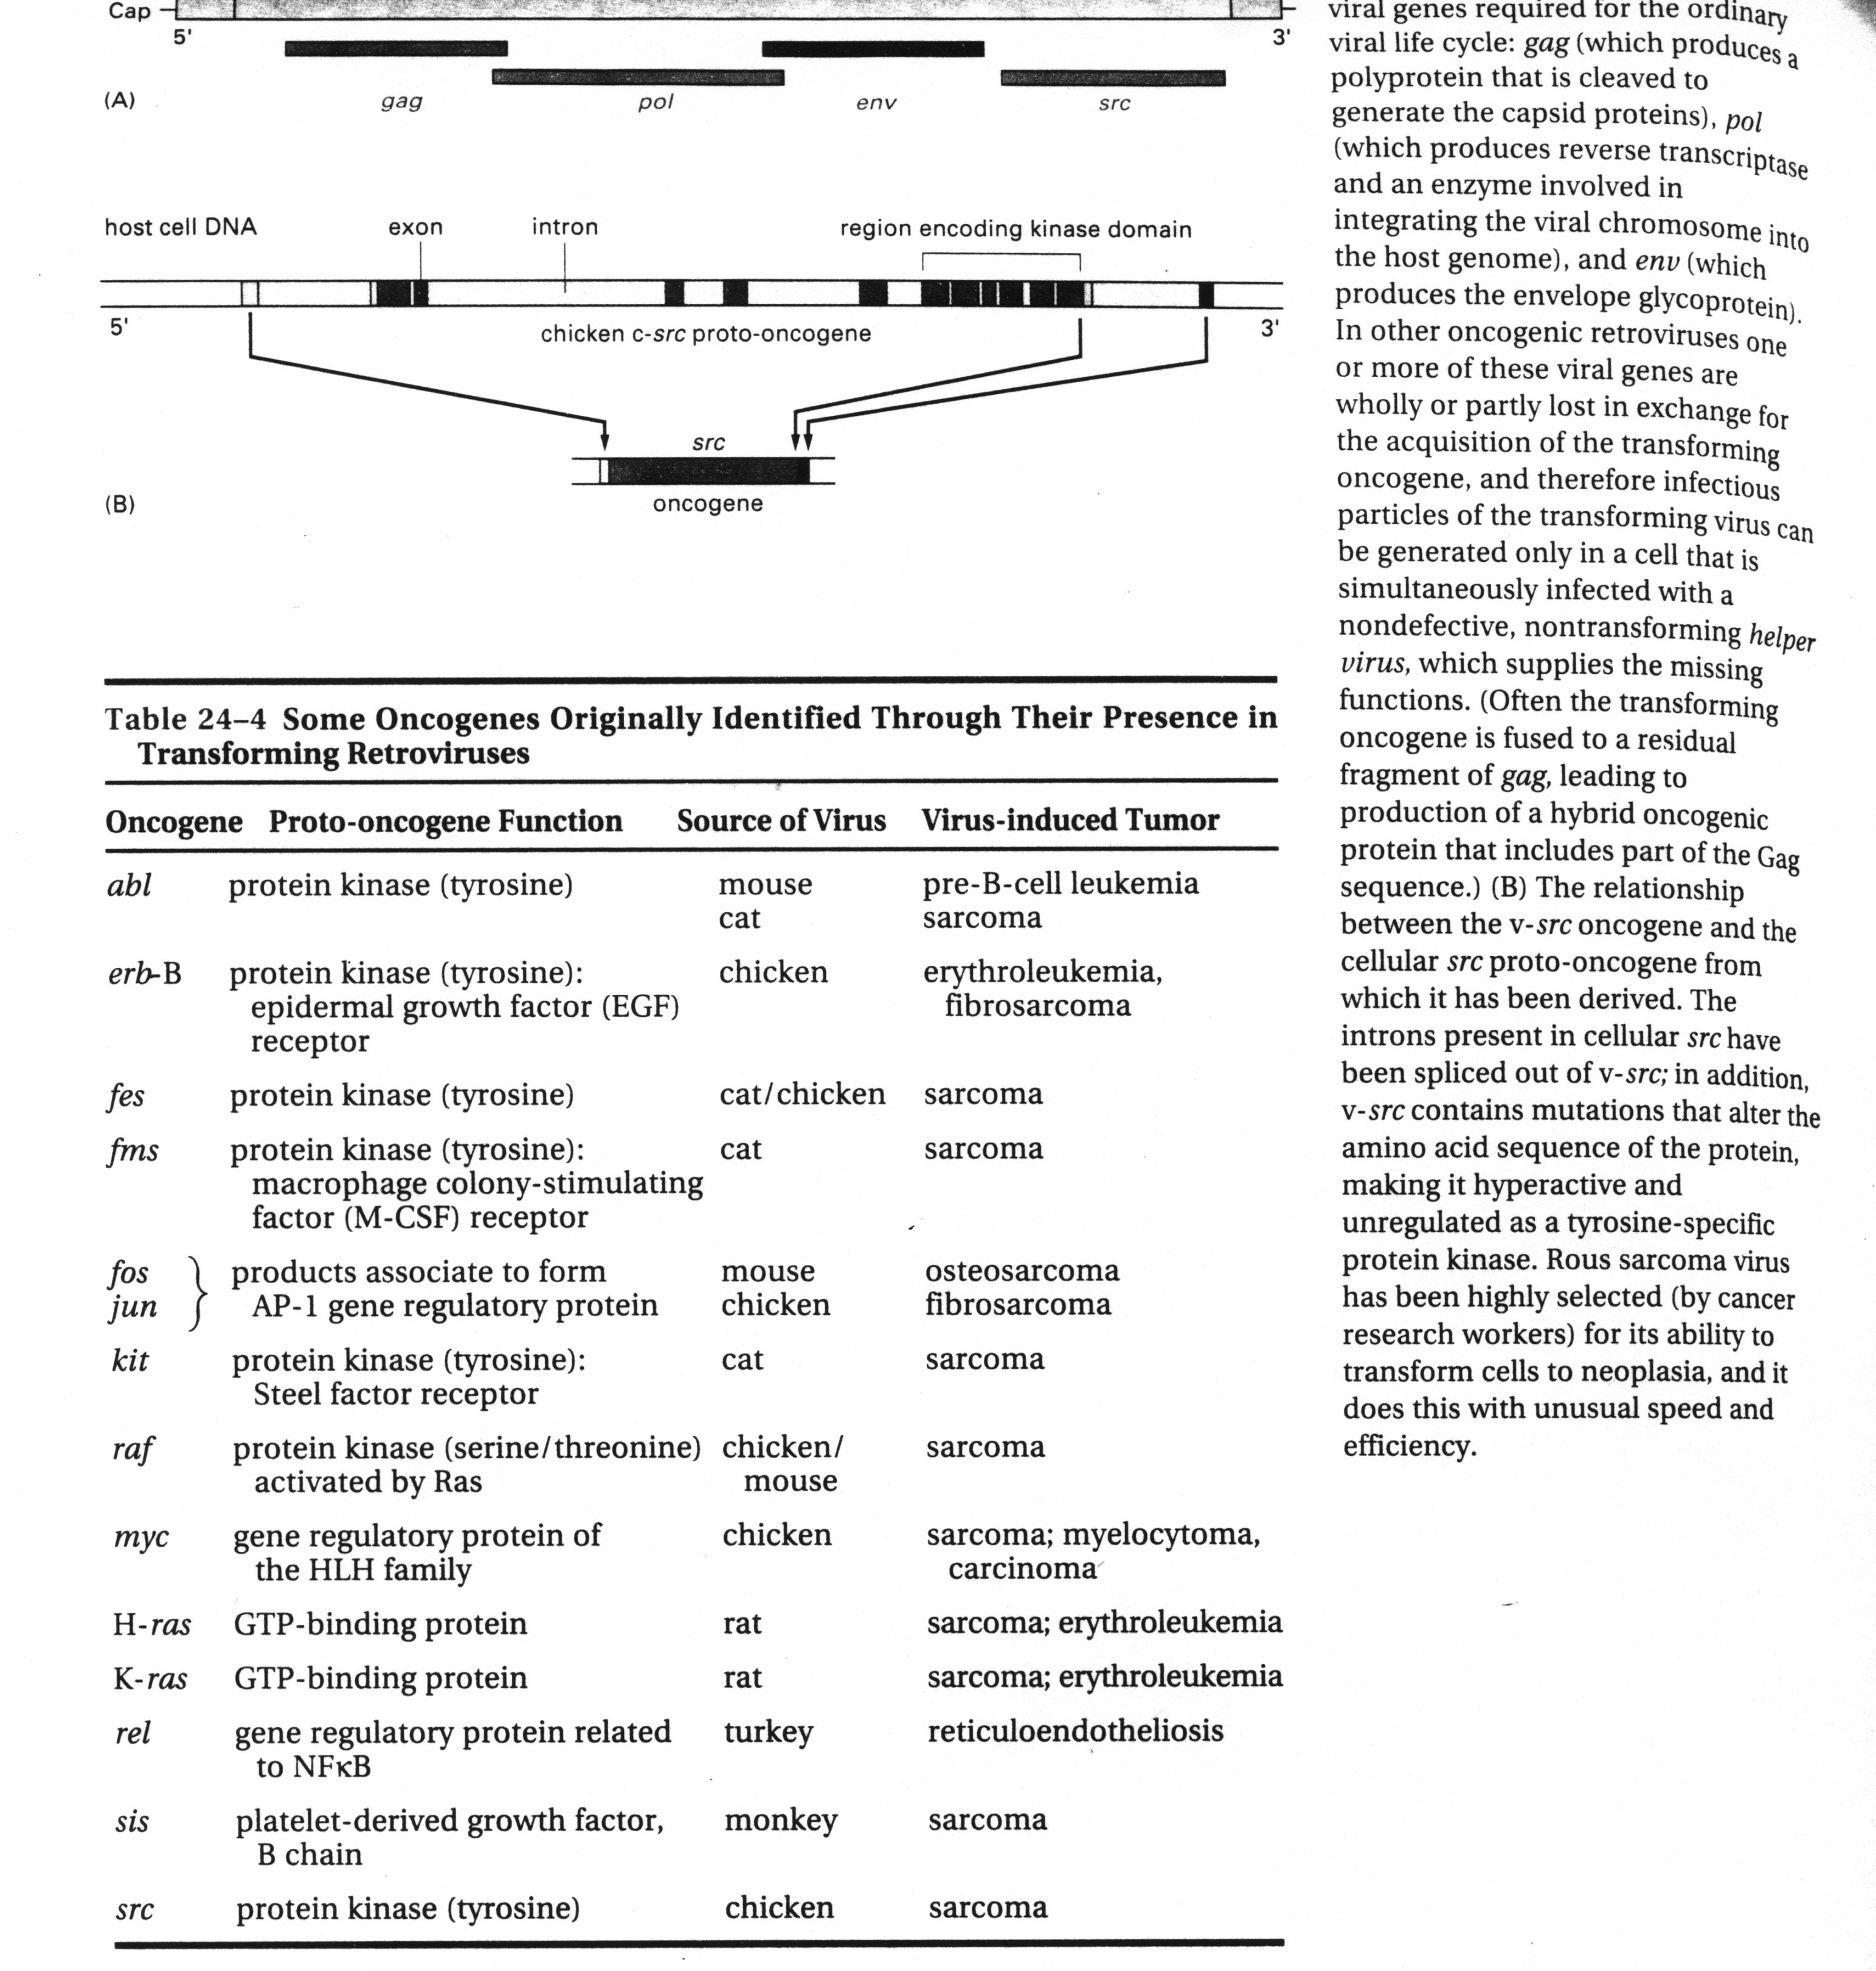 Cap
5'
3'
(A)
gag
pol
env
src
host cell DNA
exon
intron
region encoding kinase domain
5'
chicken c-src proto-oncogene
3'
src
(B)
oncogene
Table 24–4 Some Oncogenes Originally Identified Through Their Presence in
Transforming Retroviruses
Oncogene Proto-oncogene Function Source of Virus Virus-induced Tumor
abl protein kinase (tyrosine) mouse pre-B-cell leukemia
cat sarcoma
erb-B protein kinase (tyrosine): chicken erythroleukemia,
epidermal growth factor (EGF) fibrosarcoma
receptor
fes protein kinase (tyrosine) cat/chicken sarcoma
fms protein kinase (tyrosine): cat sarcoma
macrophage colony-stimulating
factor (M-CSF) receptor
fos } products associate to form mouse osteosarcoma
jun AP-1 gene regulatory protein chicken fibrosarcoma
kit protein kinase (tyrosine): cat sarcoma
Steel factor receptor
raf protein kinase (serine/threonine) chicken/ sarcoma
activated by Ras mouse
myc gene regulatory protein of chicken sarcoma; myelocytoma,
the HLH family carcinoma
H-ras GTP-binding protein rat sarcoma; erythroleukemia
K-ras GTP-binding protein rat sarcoma; erythroleukemia
rel gene regulatory protein related turkey reticuloendotheliosis
to NFκB
sis platelet-derived growth factor, monkey sarcoma
B chain
src protein kinase (tyrosine) chicken sarcoma
viral genes required for the ordinary
viral life cycle: gag (which produces a
polyprotein that is cleaved to
generate the capsid proteins), pol
(which produces reverse transcriptase
and an enzyme involved in
integrating the viral chromosome into
the host genome), and env (which
produces the envelope glycoprotein).
In other oncogenic retroviruses one
or more of these viral genes are
wholly or partly lost in exchange for
the acquisition of the transforming
oncogene, and therefore infectious
particles of the transforming virus can
be generated only in a cell that is
simultaneously infected with a
nondefective, nontransforming helper
virus, which supplies the missing
functions. (Often the transforming
oncogene is fused to a residual
fragment of gag, leading to
production of a hybrid oncogenic
protein that includes part of the Gag
sequence.) (B) The relationship
between the v-src oncogene and the
cellular src proto-oncogene from
which it has been derived. The
introns present in cellular src have
been spliced out of v-src; in addition,
v-src contains mutations that alter the
amino acid sequence of the protein,
making it hyperactive and
unregulated as a tyrosine-specific
protein kinase. Rous sarcoma virus
has been highly selected (by cancer
research workers) for its ability to
transform cells to neoplasia, and it
does this with unusual speed and
efficiency.